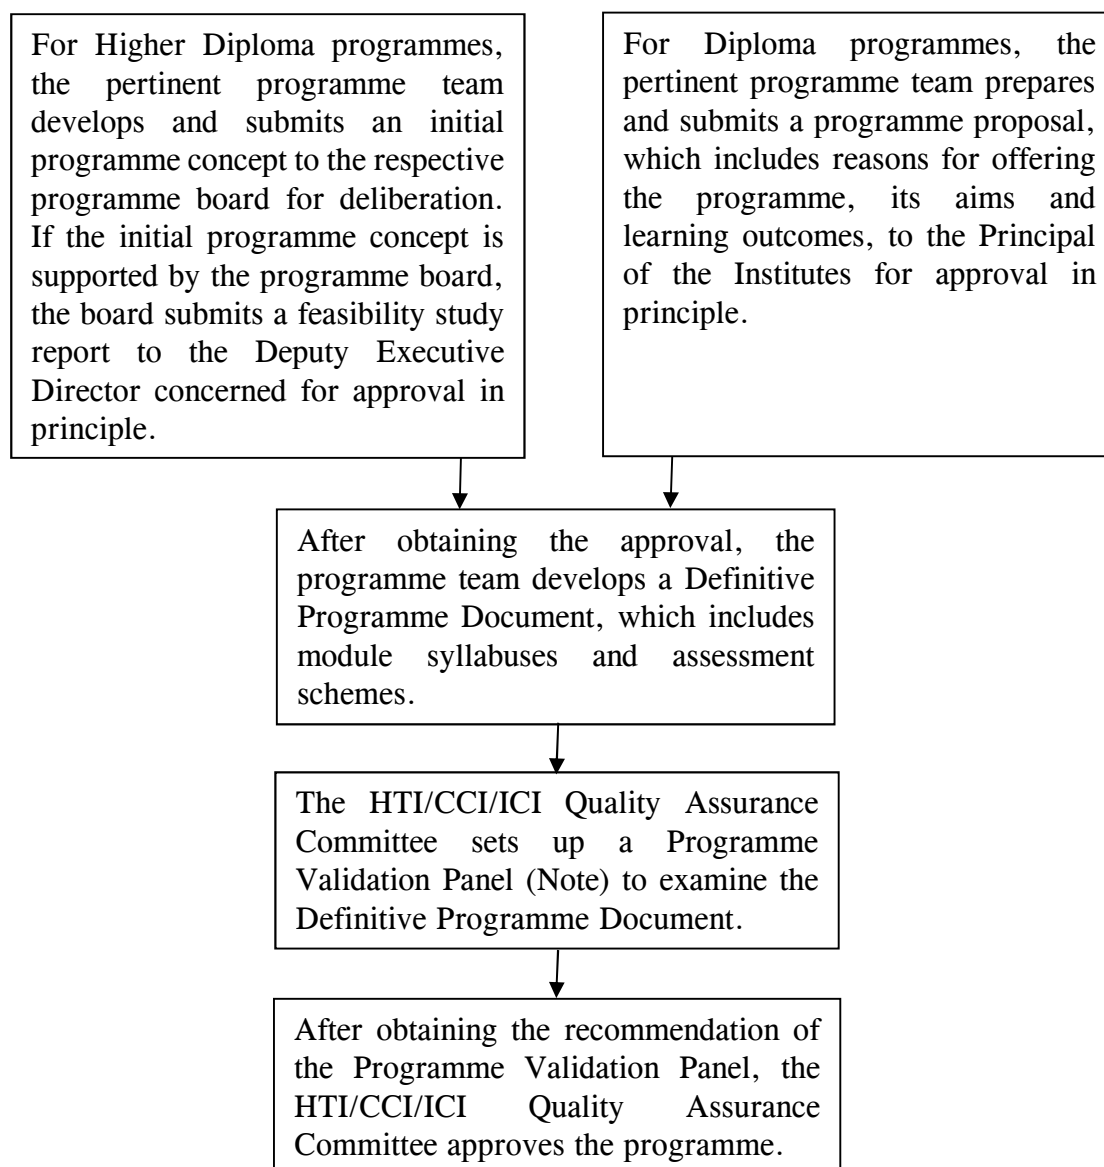 For Higher Diploma programmes,
the pertinent programme team
develops and submits an initial
programme concept to the respective
programme board for deliberation.
If the initial programme concept is
supported by the programme board,
the board submits a feasibility study
report to the Deputy Executive
Director concerned for approval in
principle.
For Diploma programmes, the
pertinent programme team prepares
and submits a programme proposal,
which includes reasons for offering
the programme, its aims and
learning outcomes, to the Principal
of the Institutes for approval in
principle.
After obtaining the approval, the
programme team develops a Definitive
Programme Document, which includes
module syllabuses and assessment
schemes.
The HTI/CCI/ICI Quality Assurance
Committee sets up a Programme
Validation Panel (Note) to examine the
Definitive Programme Document.
After obtaining the recommendation of
the Programme Validation Panel, the
HTI/CCI/ICI Quality Assurance
Committee approves the programme.